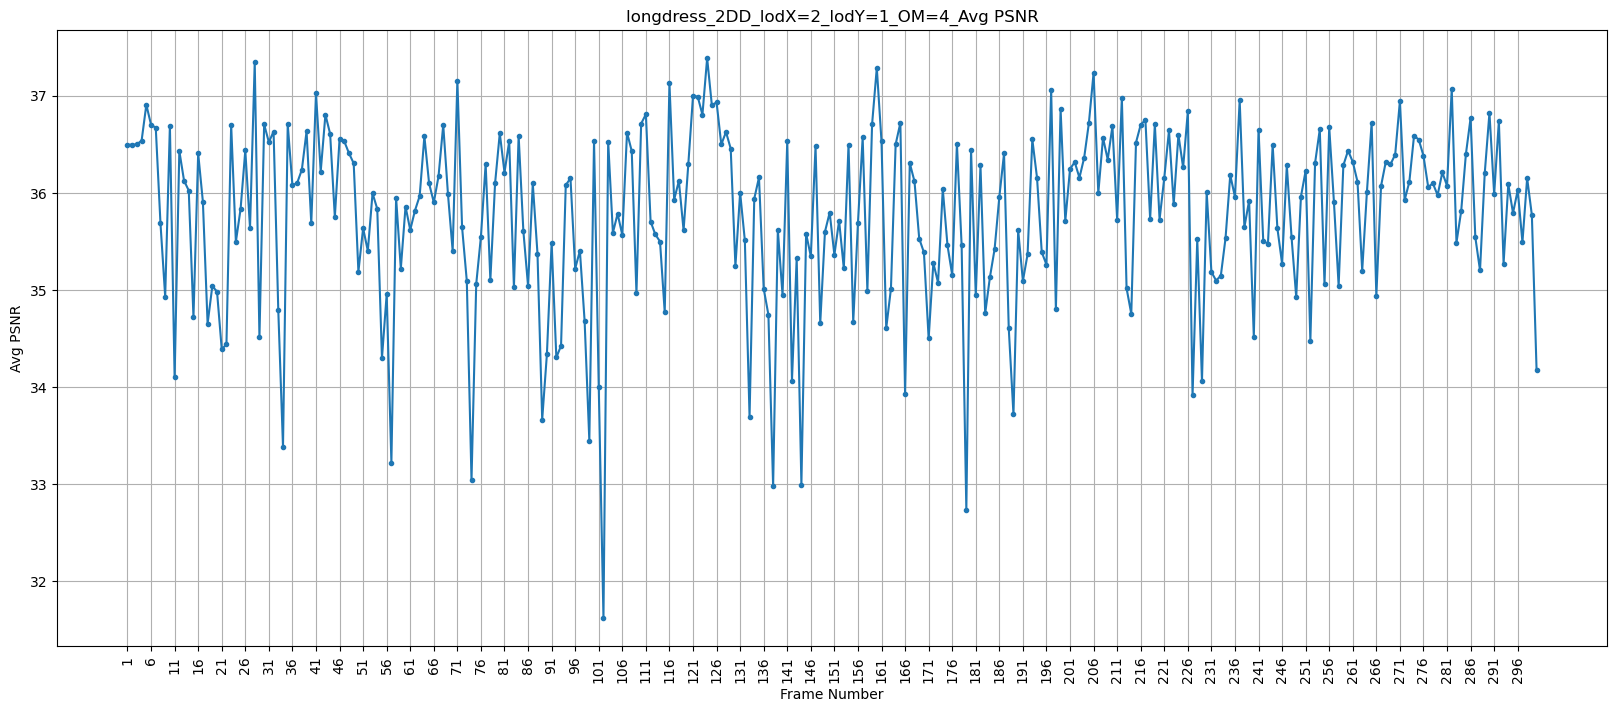 longdress_2DD_lodX=2_lodY=1_OM=4_Avg PSNR
Avg PSNR
37
36
35
34
33
32
1 6 11 16 21 26 31 36 41 46 51 56 61 66 71 76 81 86 91 96 101 106 111 116 121 126 131 136 141 146 151 156 161 166 171 176 181 186 191 196 201 206 211 216 221 226 231 236 241 246 251 256 261 266 271 276 281 286 291 296
Frame Number